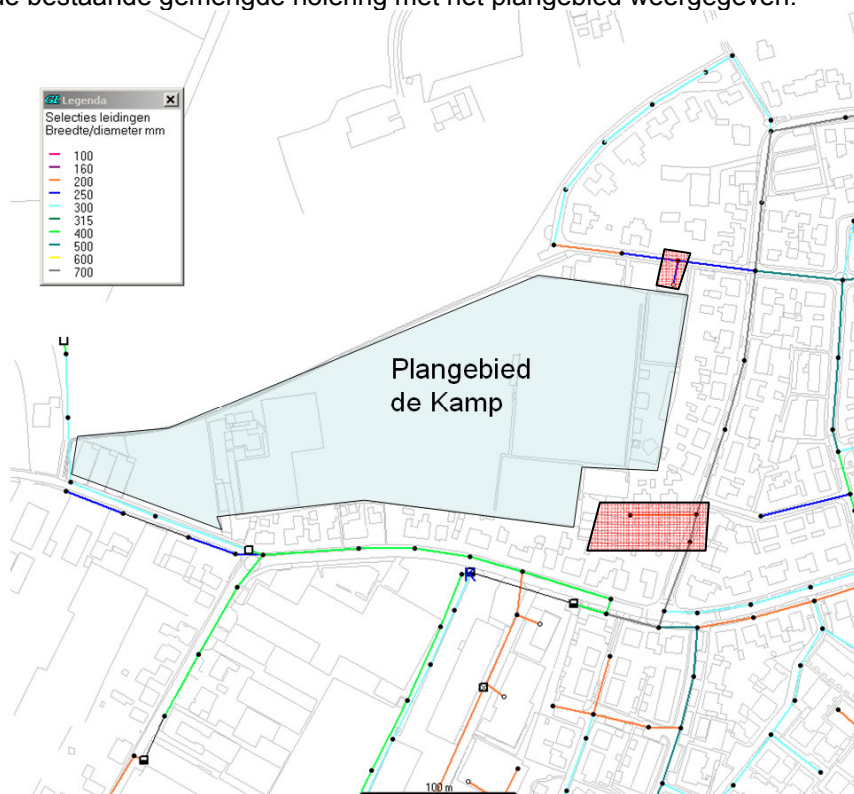 de bestaande gemengde riolering met het plangebied weergegeven.
GL Legenda
Selecties leidingen
Breedte/diameter mm
100
160
200
250
300
315
400
500
600
700
Plangebied
de Kamp
R
100 m